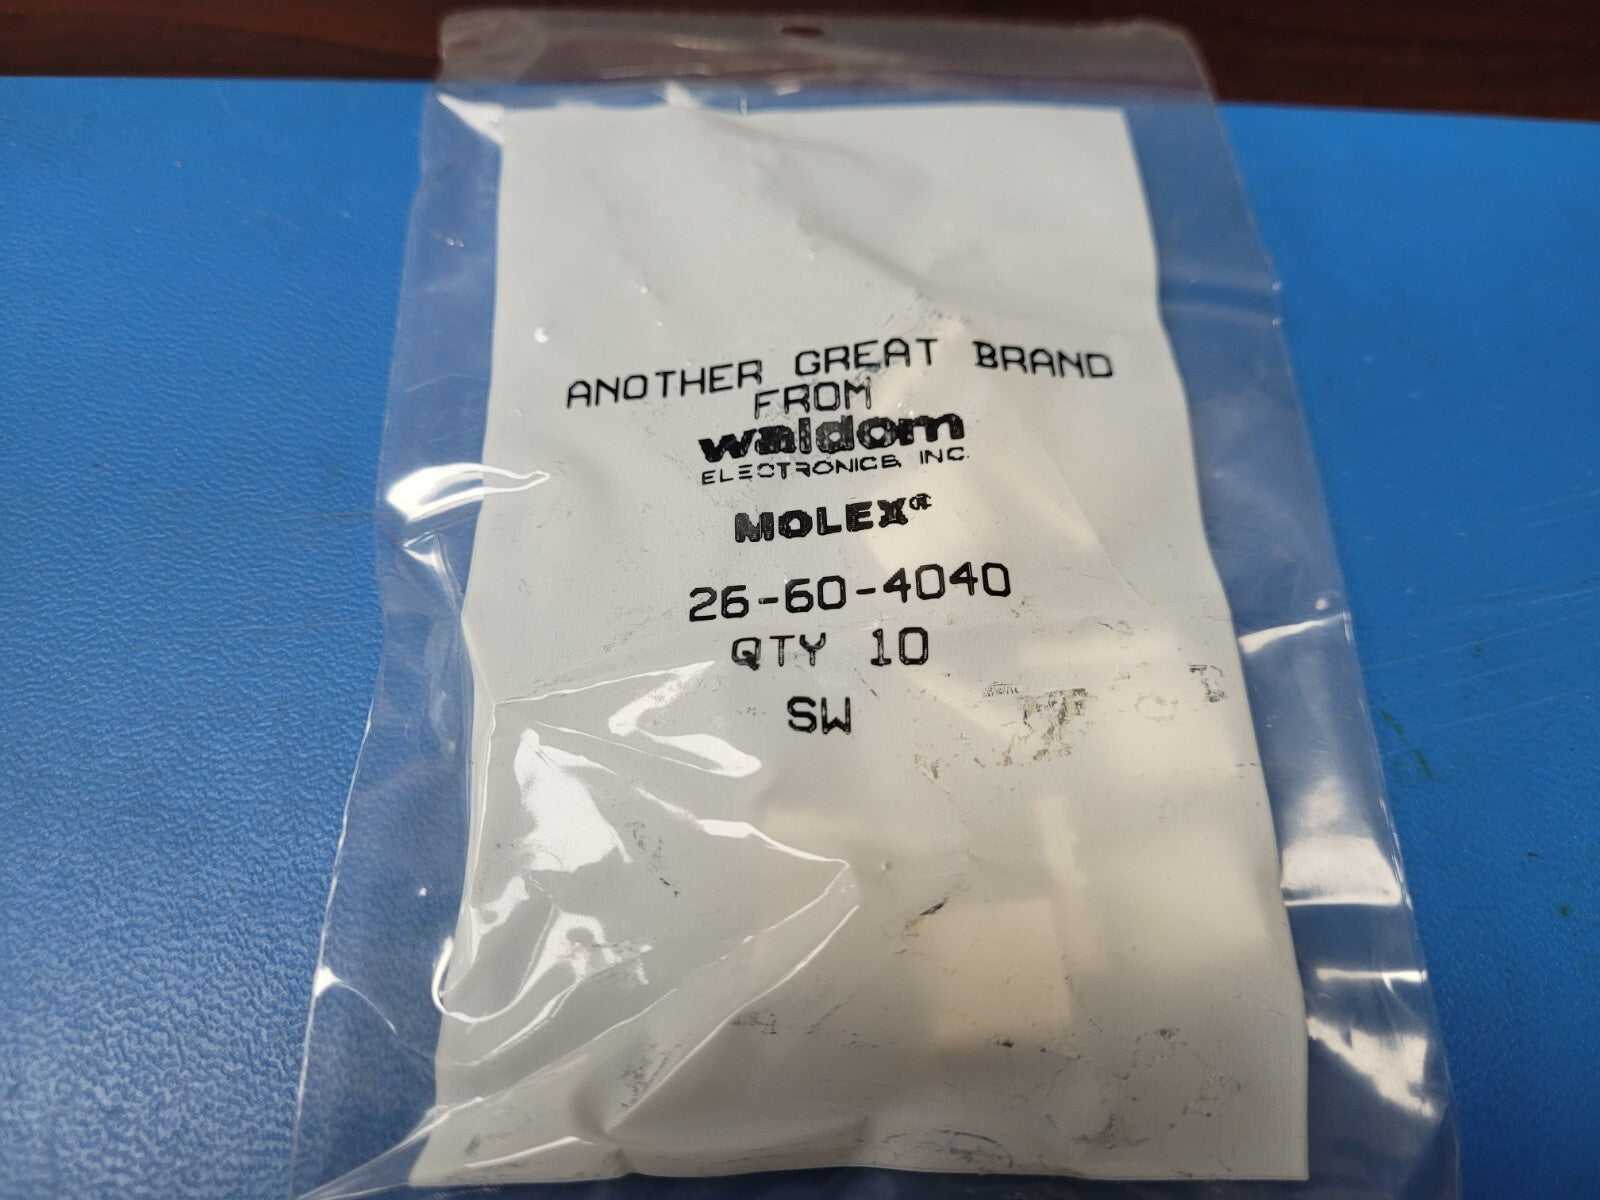 ANOTHER GREAT BRAND
FROM
waldom
ELECTRONICS, INC.
MOLEX®
26-60-4040
QTY 10
SW